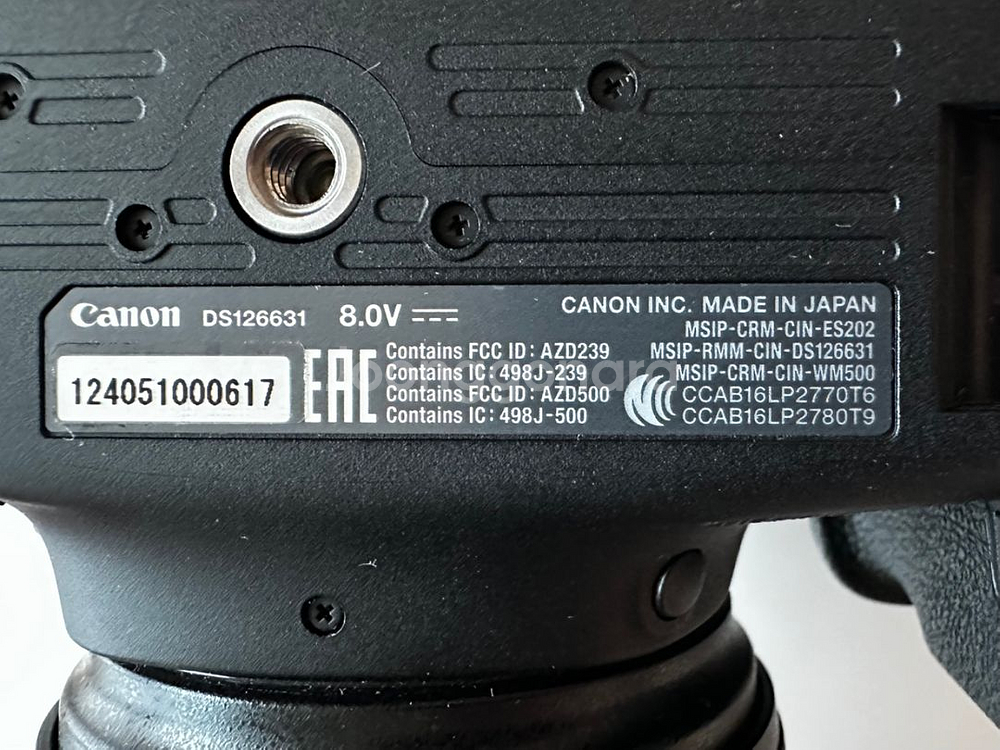 Canon DS126631 8.0V
124051000617
EAC
Contains FCC ID: AZD239
Contains IC: 498J-239
Contains FCC ID: AZD500
Contains IC: 498J-500
CANON INC. MADE IN JAPAN
MSIP-CRM-CIN-ES202
MSIP-RMM-CIN-DS126631
MSIP-CRM-CIN-WM500
CCAB16LP2770T6
CCAB16LP2780T9